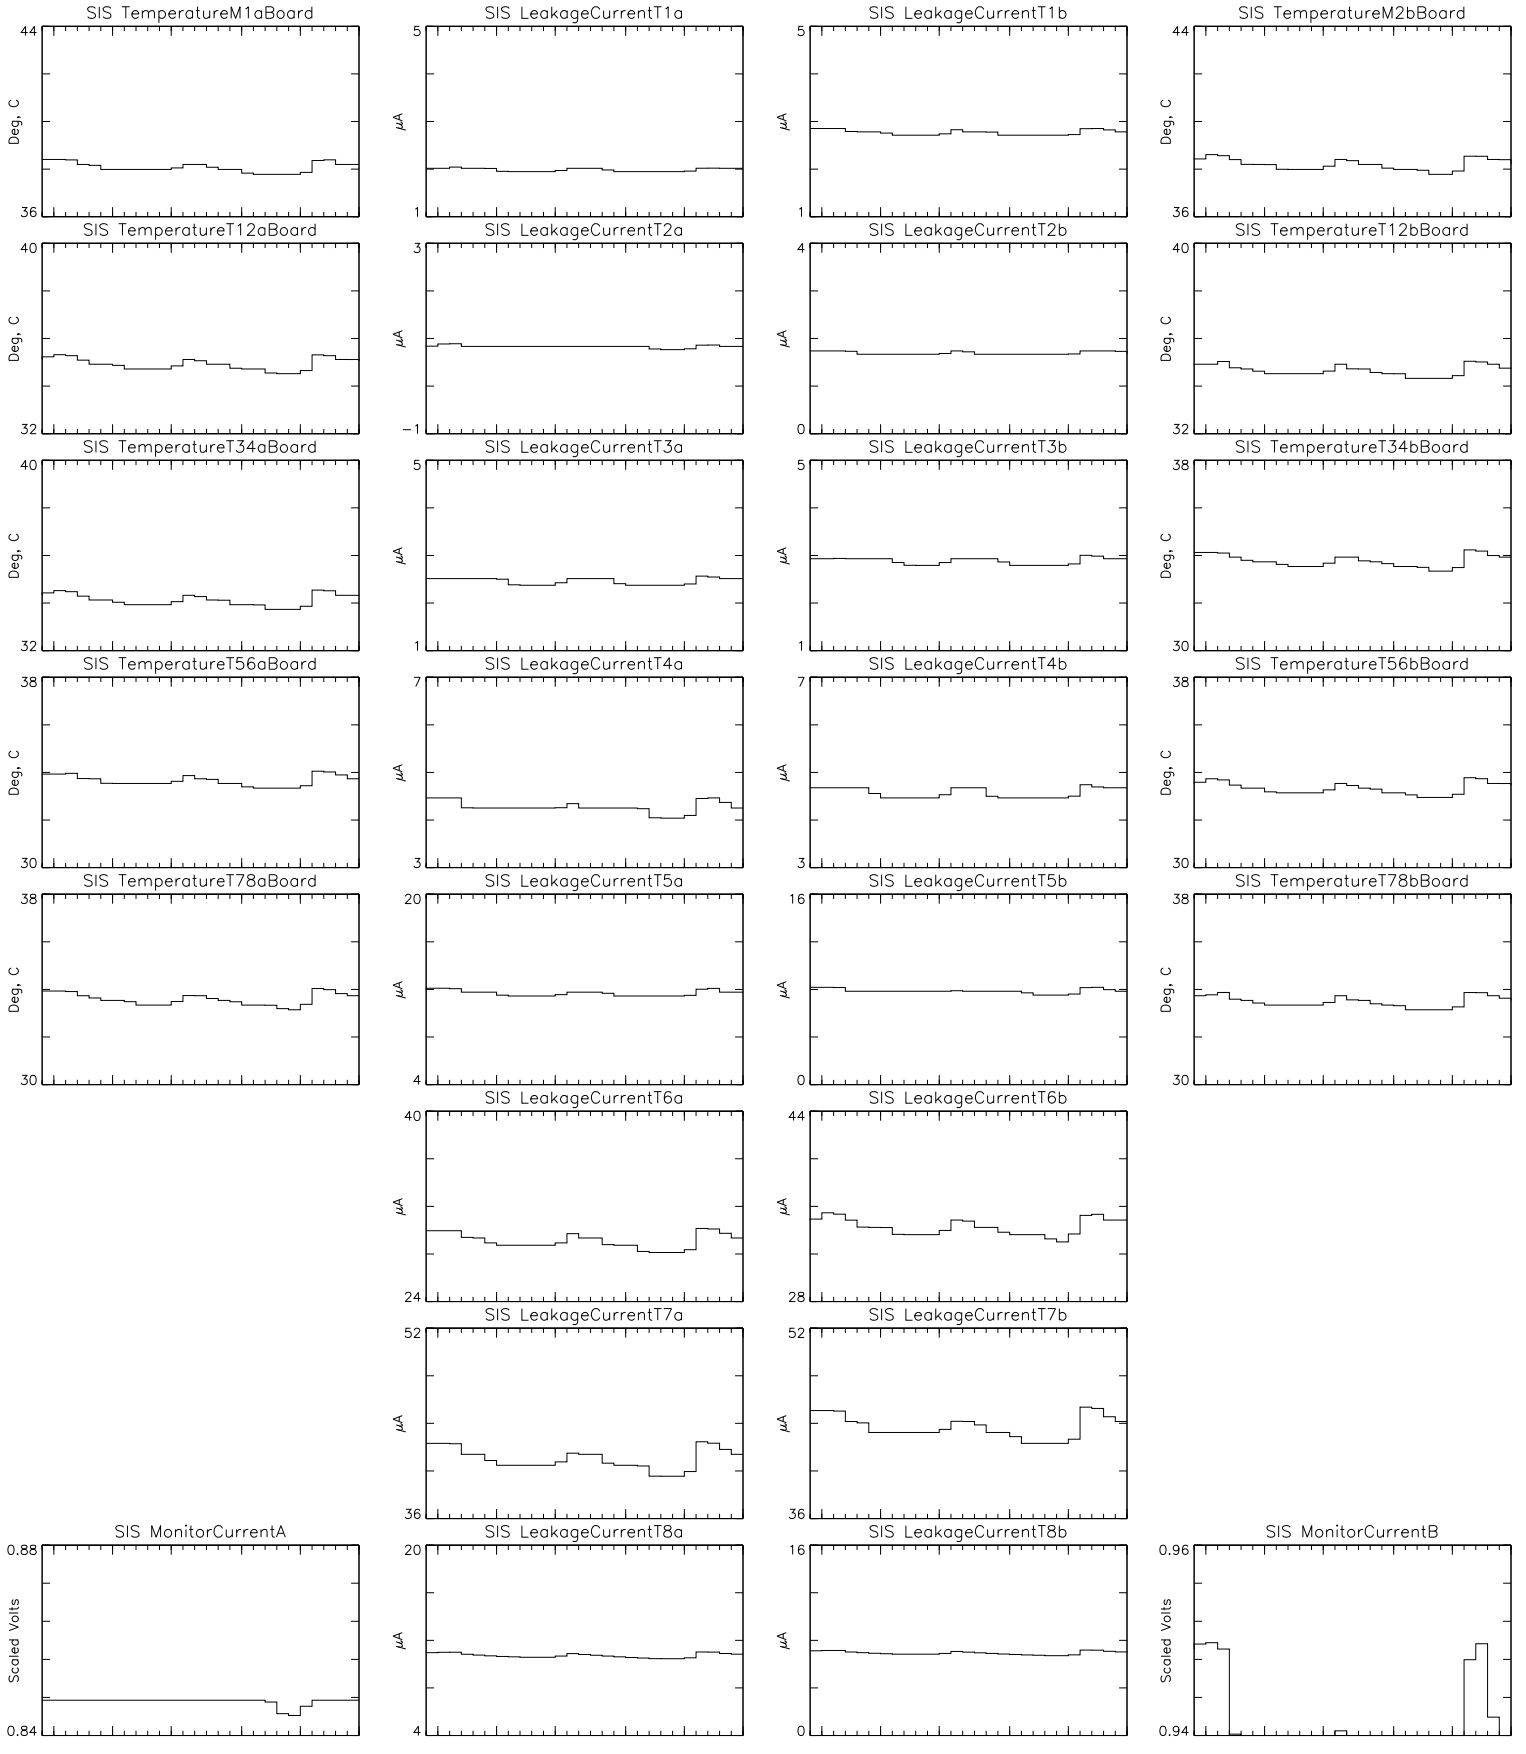 SIS TemperatureM1aBoard
44
Deg, C
36
SIS LeakageCurrentT1a
5
μA
1
SIS LeakageCurrentT1b
5
μA
1
SIS TemperatureM2bBoard
44
Deg, C
36
SIS TemperatureT12aBoard
40
Deg, C
32
SIS LeakageCurrentT2a
3
μA
-1
SIS LeakageCurrentT2b
4
μA
0
SIS TemperatureT12bBoard
40
Deg, C
32
SIS TemperatureT34aBoard
40
Deg, C
32
SIS LeakageCurrentT3a
5
μA
1
SIS LeakageCurrentT3b
5
μA
1
SIS TemperatureT34bBoard
38
Deg, C
30
SIS TemperatureT56aBoard
38
Deg, C
30
SIS LeakageCurrentT4a
7
μA
3
SIS LeakageCurrentT4b
7
μA
3
SIS TemperatureT56bBoard
38
Deg, C
30
SIS TemperatureT78aBoard
38
Deg, C
30
SIS LeakageCurrentT5a
20
μA
4
SIS LeakageCurrentT5b
16
μA
0
SIS TemperatureT78bBoard
38
Deg, C
30
SIS LeakageCurrentT6a
40
μA
24
SIS LeakageCurrentT6b
44
μA
28
SIS LeakageCurrentT7a
52
μA
36
SIS LeakageCurrentT7b
52
μA
36
SIS MonitorCurrentA
0.88
Scaled Volts
0.84
SIS LeakageCurrentT8a
20
μA
4
SIS LeakageCurrentT8b
16
μA
0
SIS MonitorCurrentB
0.96
Scaled Volts
0.94